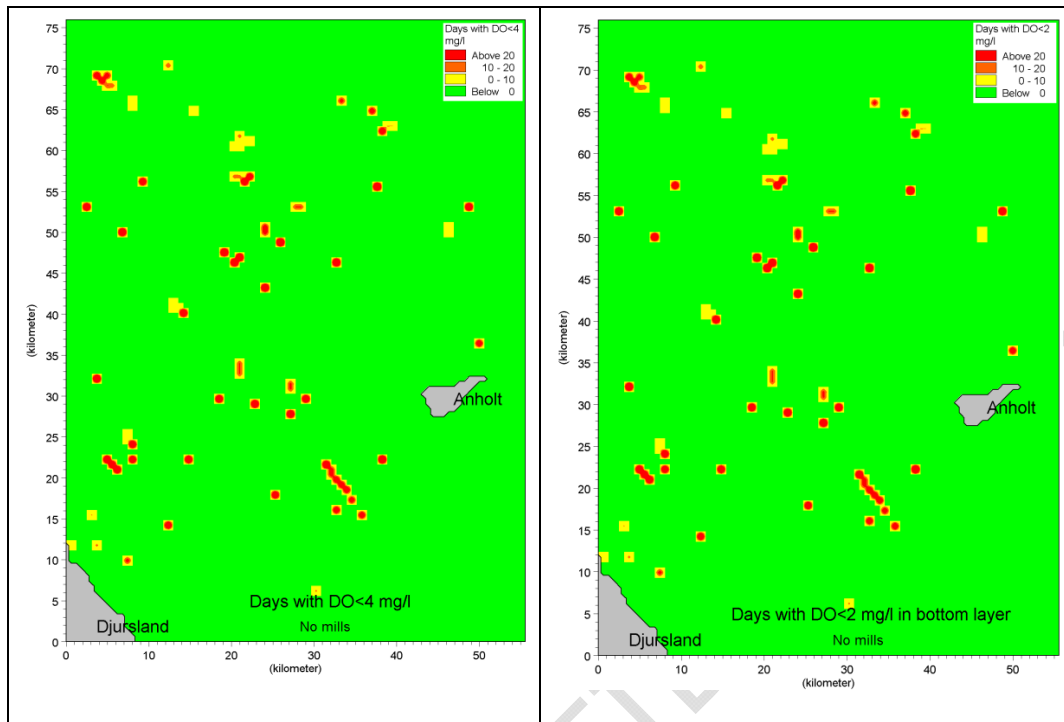 75
70
65
60
55
50
45
40
35
30
25
20
15
10
5
0
(kilometer)
Days with DO<4
mg/l
Above 20
10 - 20
0 - 10
Below 0
Anholt
Days with DO<4 mg/l
Djursland
No mills
0 10 20 30 40 50
(kilometer)
75
70
65
60
55
50
45
40
35
30
25
20
15
10
5
0
(kilometer)
Days with DO<2
mg/l
Above 20
10 - 20
0 - 10
Below 0
Anholt
Days with DO<2 mg/l in bottom layer
Djursland
No mills
0 10 20 30 40 50
(kilometer)